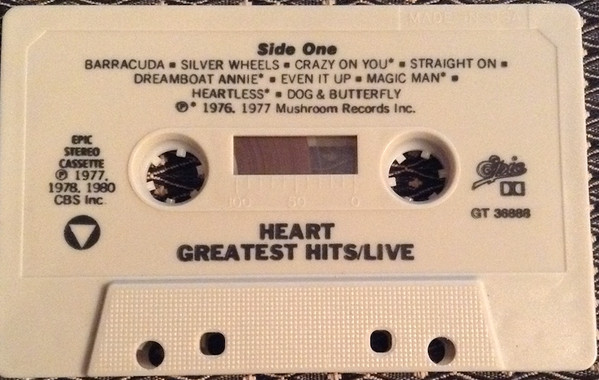 MADE IN U.S.A.
Side One
BARRACUDA ▪ SILVER WHEELS ▪ CRAZY ON YOU* ▪ STRAIGHT ON ▪
DREAMBOAT ANNIE* ▪ EVEN IT UP ▪ MAGIC MAN* ▪
HEARTLESS* ▪ DOG & BUTTERFLY
℗* 1976, 1977 Mushroom Records Inc.
EPIC
STEREO
CASSETTE
℗ 1977,
1978, 1980
CBS Inc.
100 50 0
Epic
GT 36888
HEART
GREATEST HITS/LIVE